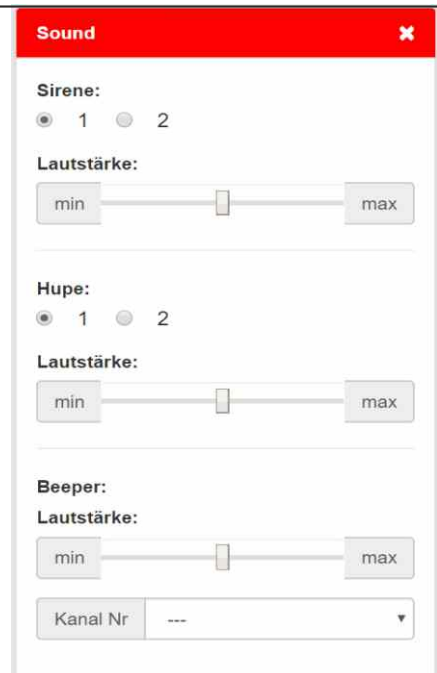 Sound
Sirene:
1 2
Lautstärke:
min max
Hupe:
1 2
Lautstärke:
min max
Beeper:
Lautstärke:
min max
Kanal Nr ---